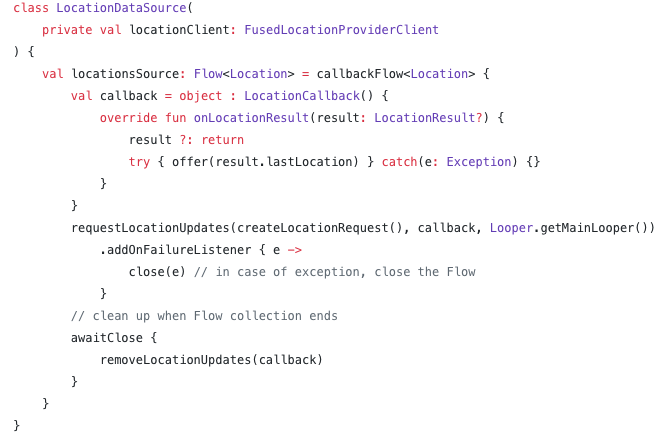 class LocationDataSource(
    private val locationClient: FusedLocationProviderClient
) {
    val locationsSource: Flow<Location> = callbackFlow<Location> {
        val callback = object : LocationCallback() {
            override fun onLocationResult(result: LocationResult?) {
                result ?: return
                try { offer(result.lastLocation) } catch(e: Exception) {}
            }
        }
        requestLocationUpdates(createLocationRequest(), callback, Looper.getMainLooper())
            .addOnFailureListener { e ->
                close(e) // in case of exception, close the Flow
            }
        // clean up when Flow collection ends
        awaitClose {
            removeLocationUpdates(callback)
        }
    }
}